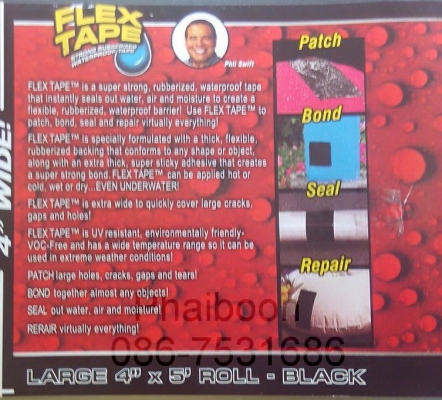 FLEX
TAPE
STRONG RUBBERIZED
WATERPROOF TAPE
Phil Swift
4" WIDE!
FLEX TAPE™ is a super strong, rubberized, waterproof tape
that instantly seals out water, air and moisture to create a
flexible, rubberized, waterproof barrier! Use FLEX TAPE™ to
patch, bond, seal and repair virtually everything!
FLEX TAPE™ is specially formulated with a thick, flexible,
rubberized backing that conforms to any shape or object,
along with an extra thick, super sticky adhesive that creates
a super strong bond. FLEX TAPE™ can be applied hot or
cold, wet or dry...EVEN UNDERWATER!
FLEX TAPE™ is extra wide to quickly cover large cracks,
gaps and holes!
FLEX TAPE™ is UV resistant, environmentally friendly-
VOC-Free and has a wide temperature range so it can be
used in extreme weather conditions!
PATCH large holes, cracks, gaps and tears!
BOND together almost any objects!
SEAL out water, air and moisture!
RERAIR virtually everything!
Patch
Bond
Seal
Repair
naiboon
086-7531686
LARGE 4" x 5' ROLL - BLACK